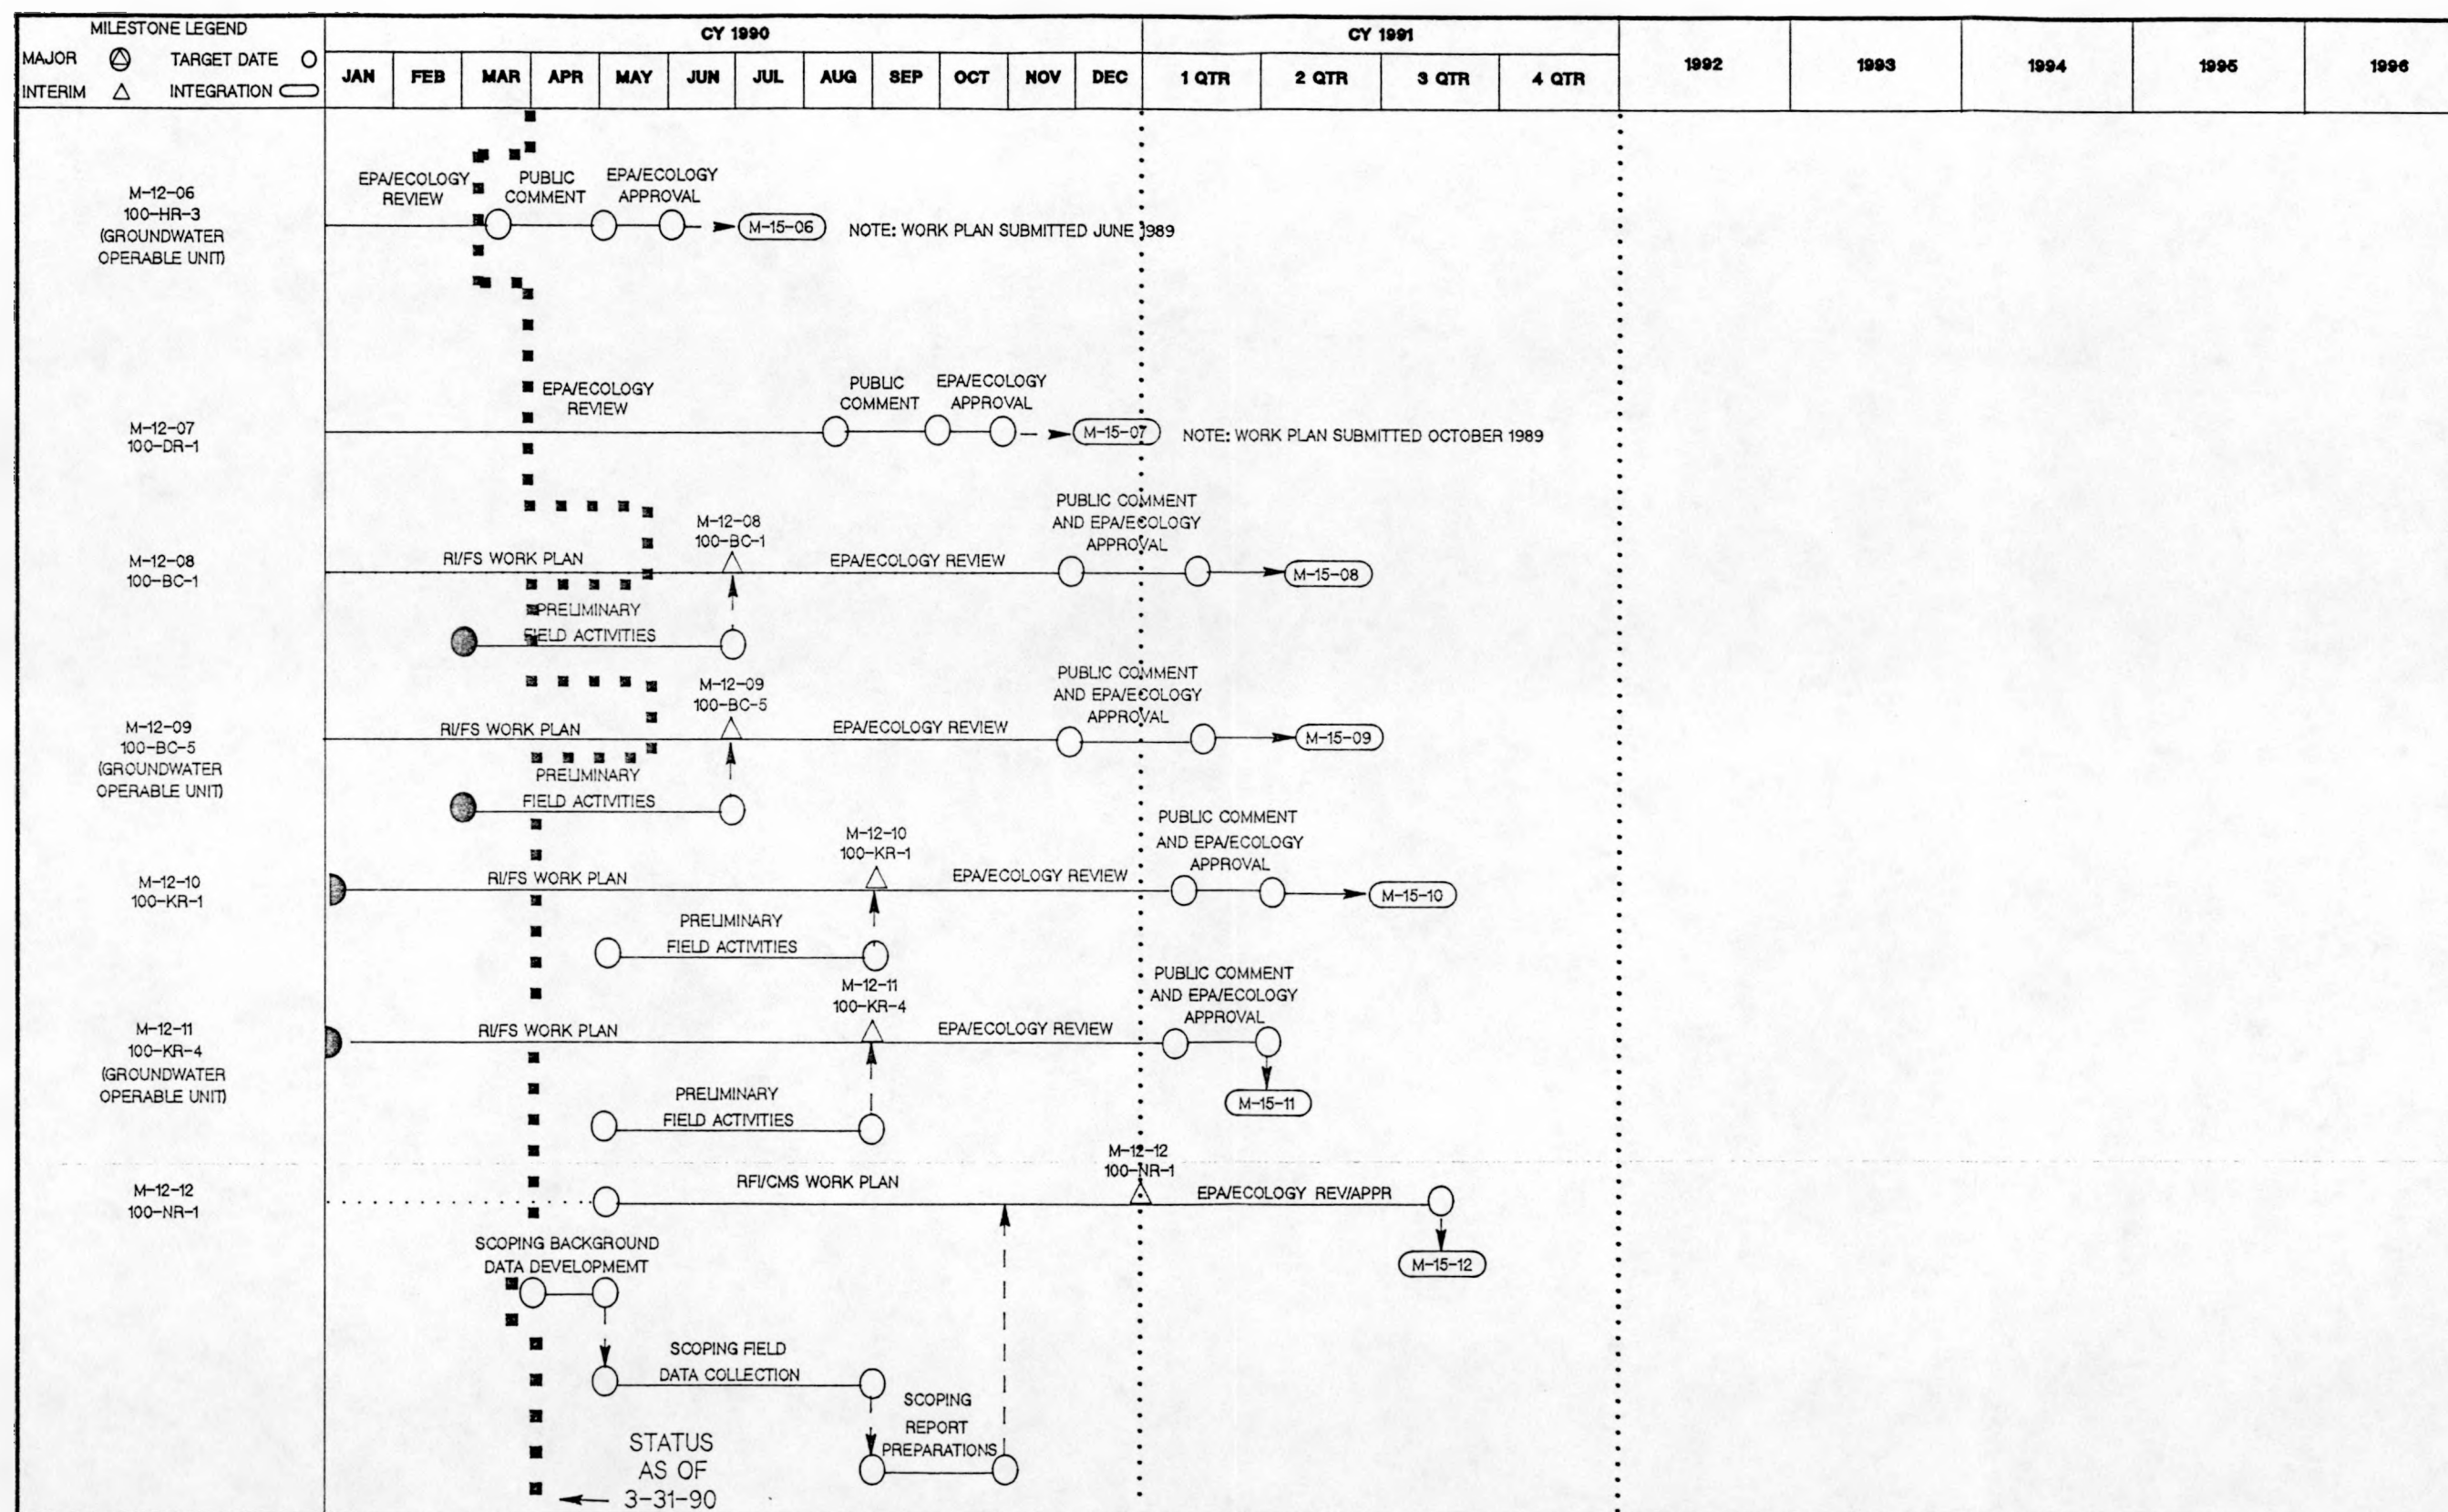 MILESTONE LEGEND
MAJOR TARGET DATE
INTERIM INTEGRATION
CY 1990
CY 1991
JAN FEB MAR APR MAY JUN JUL AUG SEP OCT NOV DEC
1 QTR 2 QTR 3 QTR 4 QTR
1992 1993 1994 1995 1996
M-12-06
100-HR-3
(GROUNDWATER
OPERABLE UNIT)
EPA/ECOLOGY
REVIEW
PUBLIC
COMMENT
EPA/ECOLOGY
APPROVAL
M-15-06
NOTE: WORK PLAN SUBMITTED JUNE 1989
M-12-07
100-DR-1
EPA/ECOLOGY
REVIEW
PUBLIC
COMMENT
EPA/ECOLOGY
APPROVAL
M-15-07
NOTE: WORK PLAN SUBMITTED OCTOBER 1989
M-12-08
100-BC-1
RI/FS WORK PLAN
M-12-08
100-BC-1
EPA/ECOLOGY REVIEW
PUBLIC COMMENT
AND EPA/ECOLOGY
APPROVAL
M-15-08
PRELIMINARY
FIELD ACTIVITIES
M-12-09
100-BC-5
(GROUNDWATER
OPERABLE UNIT)
RI/FS WORK PLAN
M-12-09
100-BC-5
EPA/ECOLOGY REVIEW
PUBLIC COMMENT
AND EPA/ECOLOGY
APPROVAL
M-15-09
PRELIMINARY
FIELD ACTIVITIES
M-12-10
100-KR-1
RI/FS WORK PLAN
M-12-10
100-KR-1
EPA/ECOLOGY REVIEW
PUBLIC COMMENT
AND EPA/ECOLOGY
APPROVAL
M-15-10
PRELIMINARY
FIELD ACTIVITIES
M-12-11
100-KR-4
(GROUNDWATER
OPERABLE UNIT)
RI/FS WORK PLAN
M-12-11
100-KR-4
EPA/ECOLOGY REVIEW
PUBLIC COMMENT
AND EPA/ECOLOGY
APPROVAL
M-15-11
PRELIMINARY
FIELD ACTIVITIES
M-12-12
100-NR-1
RFI/CMS WORK PLAN
M-12-12
100-NR-1
EPA/ECOLOGY REV/APPR
M-15-12
SCOPING BACKGROUND
DATA DEVELOPMEMT
SCOPING FIELD
DATA COLLECTION
SCOPING
REPORT
PREPARATIONS
STATUS
AS OF
3-31-90